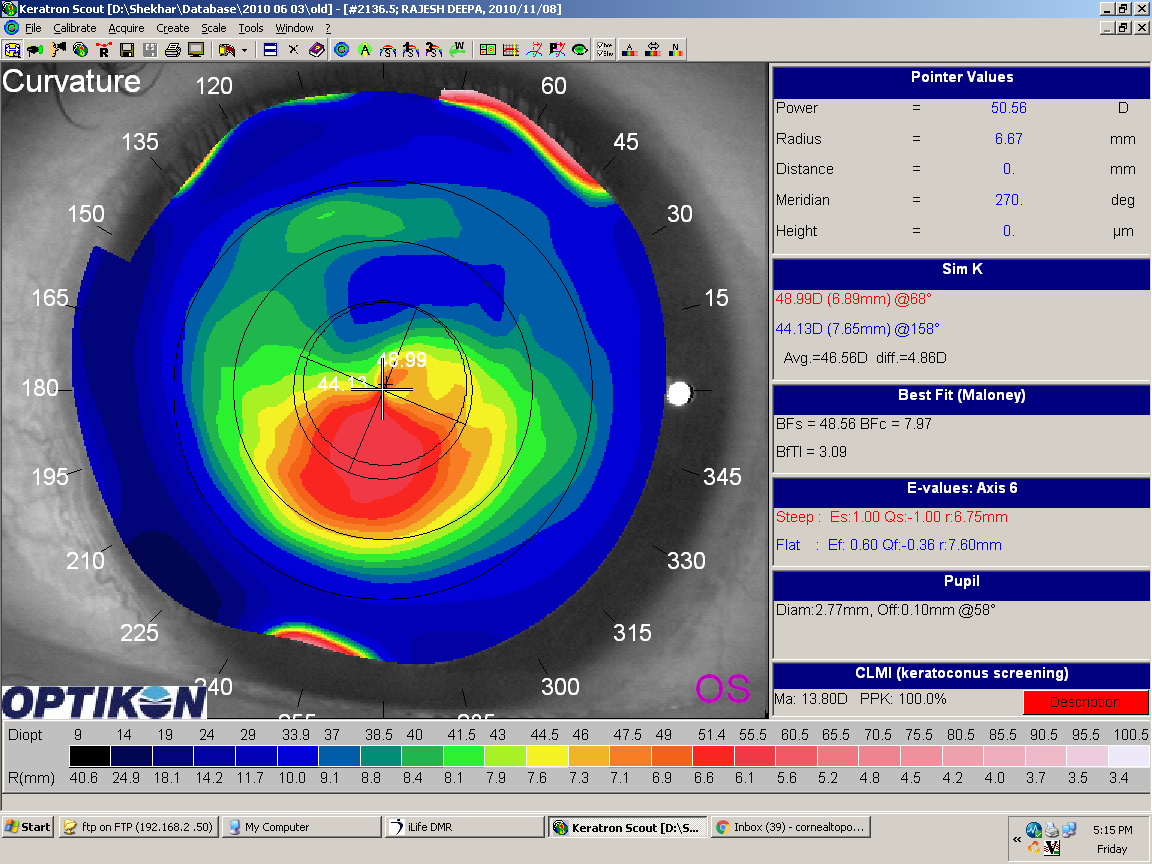 Keratron Scout [D:\Shekhar\Database\2010 06 03\old] - [#2136.5; RAJESH DEEPA, 2010/11/08]
File Calibrate Acquire Create Scale Tools Window ?
Curvature
120
60
135
45
150
30
165
15
180
195
345
210
330
225
315
240
300
255
285
48.99
44.13
OS
OPTIKON
Pointer Values
Power = 50.56 D
Radius = 6.67 mm
Distance = 0. mm
Meridian = 270. deg
Height = 0. µm
Sim K
48.99D (6.89mm) @68°
44.13D (7.65mm) @158°
Avg.=46.56D diff.=4.86D
Best Fit (Maloney)
BFs = 48.56 BFc = 7.97
BfTI = 3.09
E-values: Axis 6
Steep : Es:1.00 Qs:-1.00 r:6.75mm
Flat : Ef: 0.60 Qf:-0.36 r:7.60mm
Pupil
Diam:2.77mm, Off:0.10mm @58°
CLMI (keratoconus screening)
Ma: 13.80D PPK: 100.0%
Description
Diopt 9 14 19 24 29 33.9 37 38.5 40 41.5 43 44.5 46 47.5 49 51.4 55.5 60.5 65.5 70.5 75.5 80.5 85.5 90.5 95.5 100.5
R(mm) 40.6 24.9 18.1 14.2 11.7 10.0 9.1 8.8 8.4 8.1 7.9 7.6 7.3 7.1 6.9 6.6 6.1 5.6 5.2 4.8 4.5 4.2 4.0 3.7 3.5 3.4
Start
ftp on FTP (192.168.2 .50)
My Computer
iLife DMR
Keratron Scout [D:\S...
Inbox (39) - cornealtopo...
5:15 PM
Friday